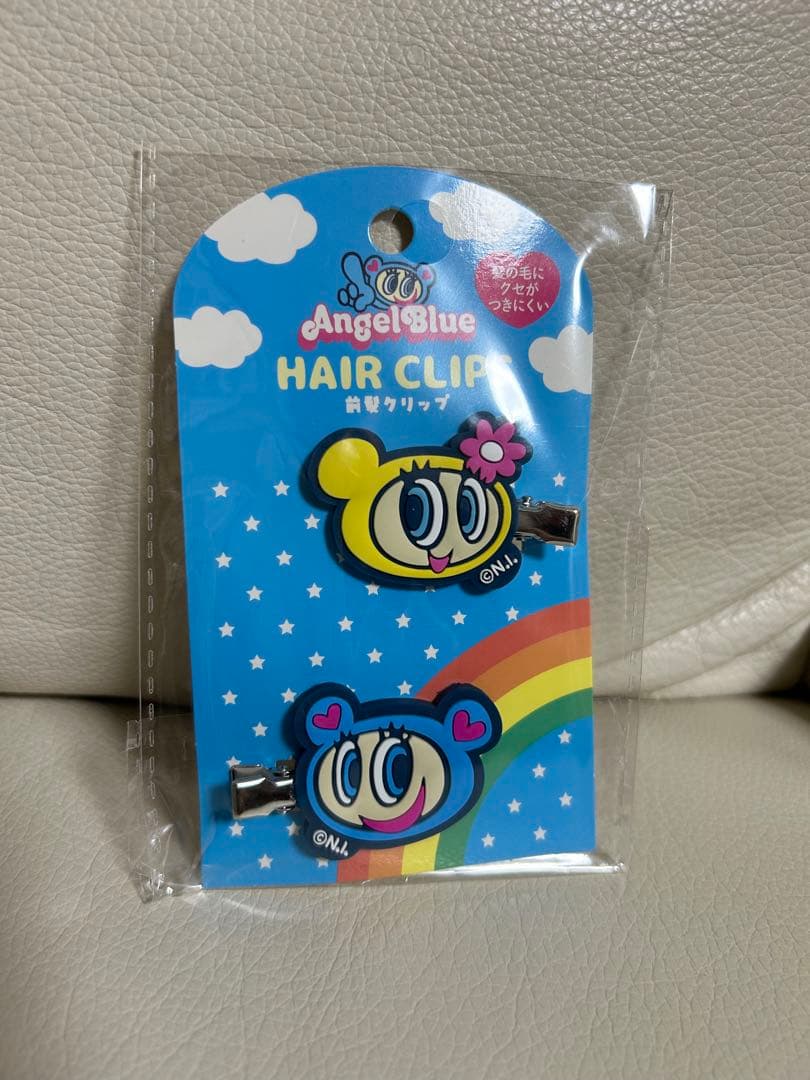 Angel Blue
髪の毛に
クセが
つきにくい
HAIR CLIPS
前髪クリップ
©N.I.
©N.I.